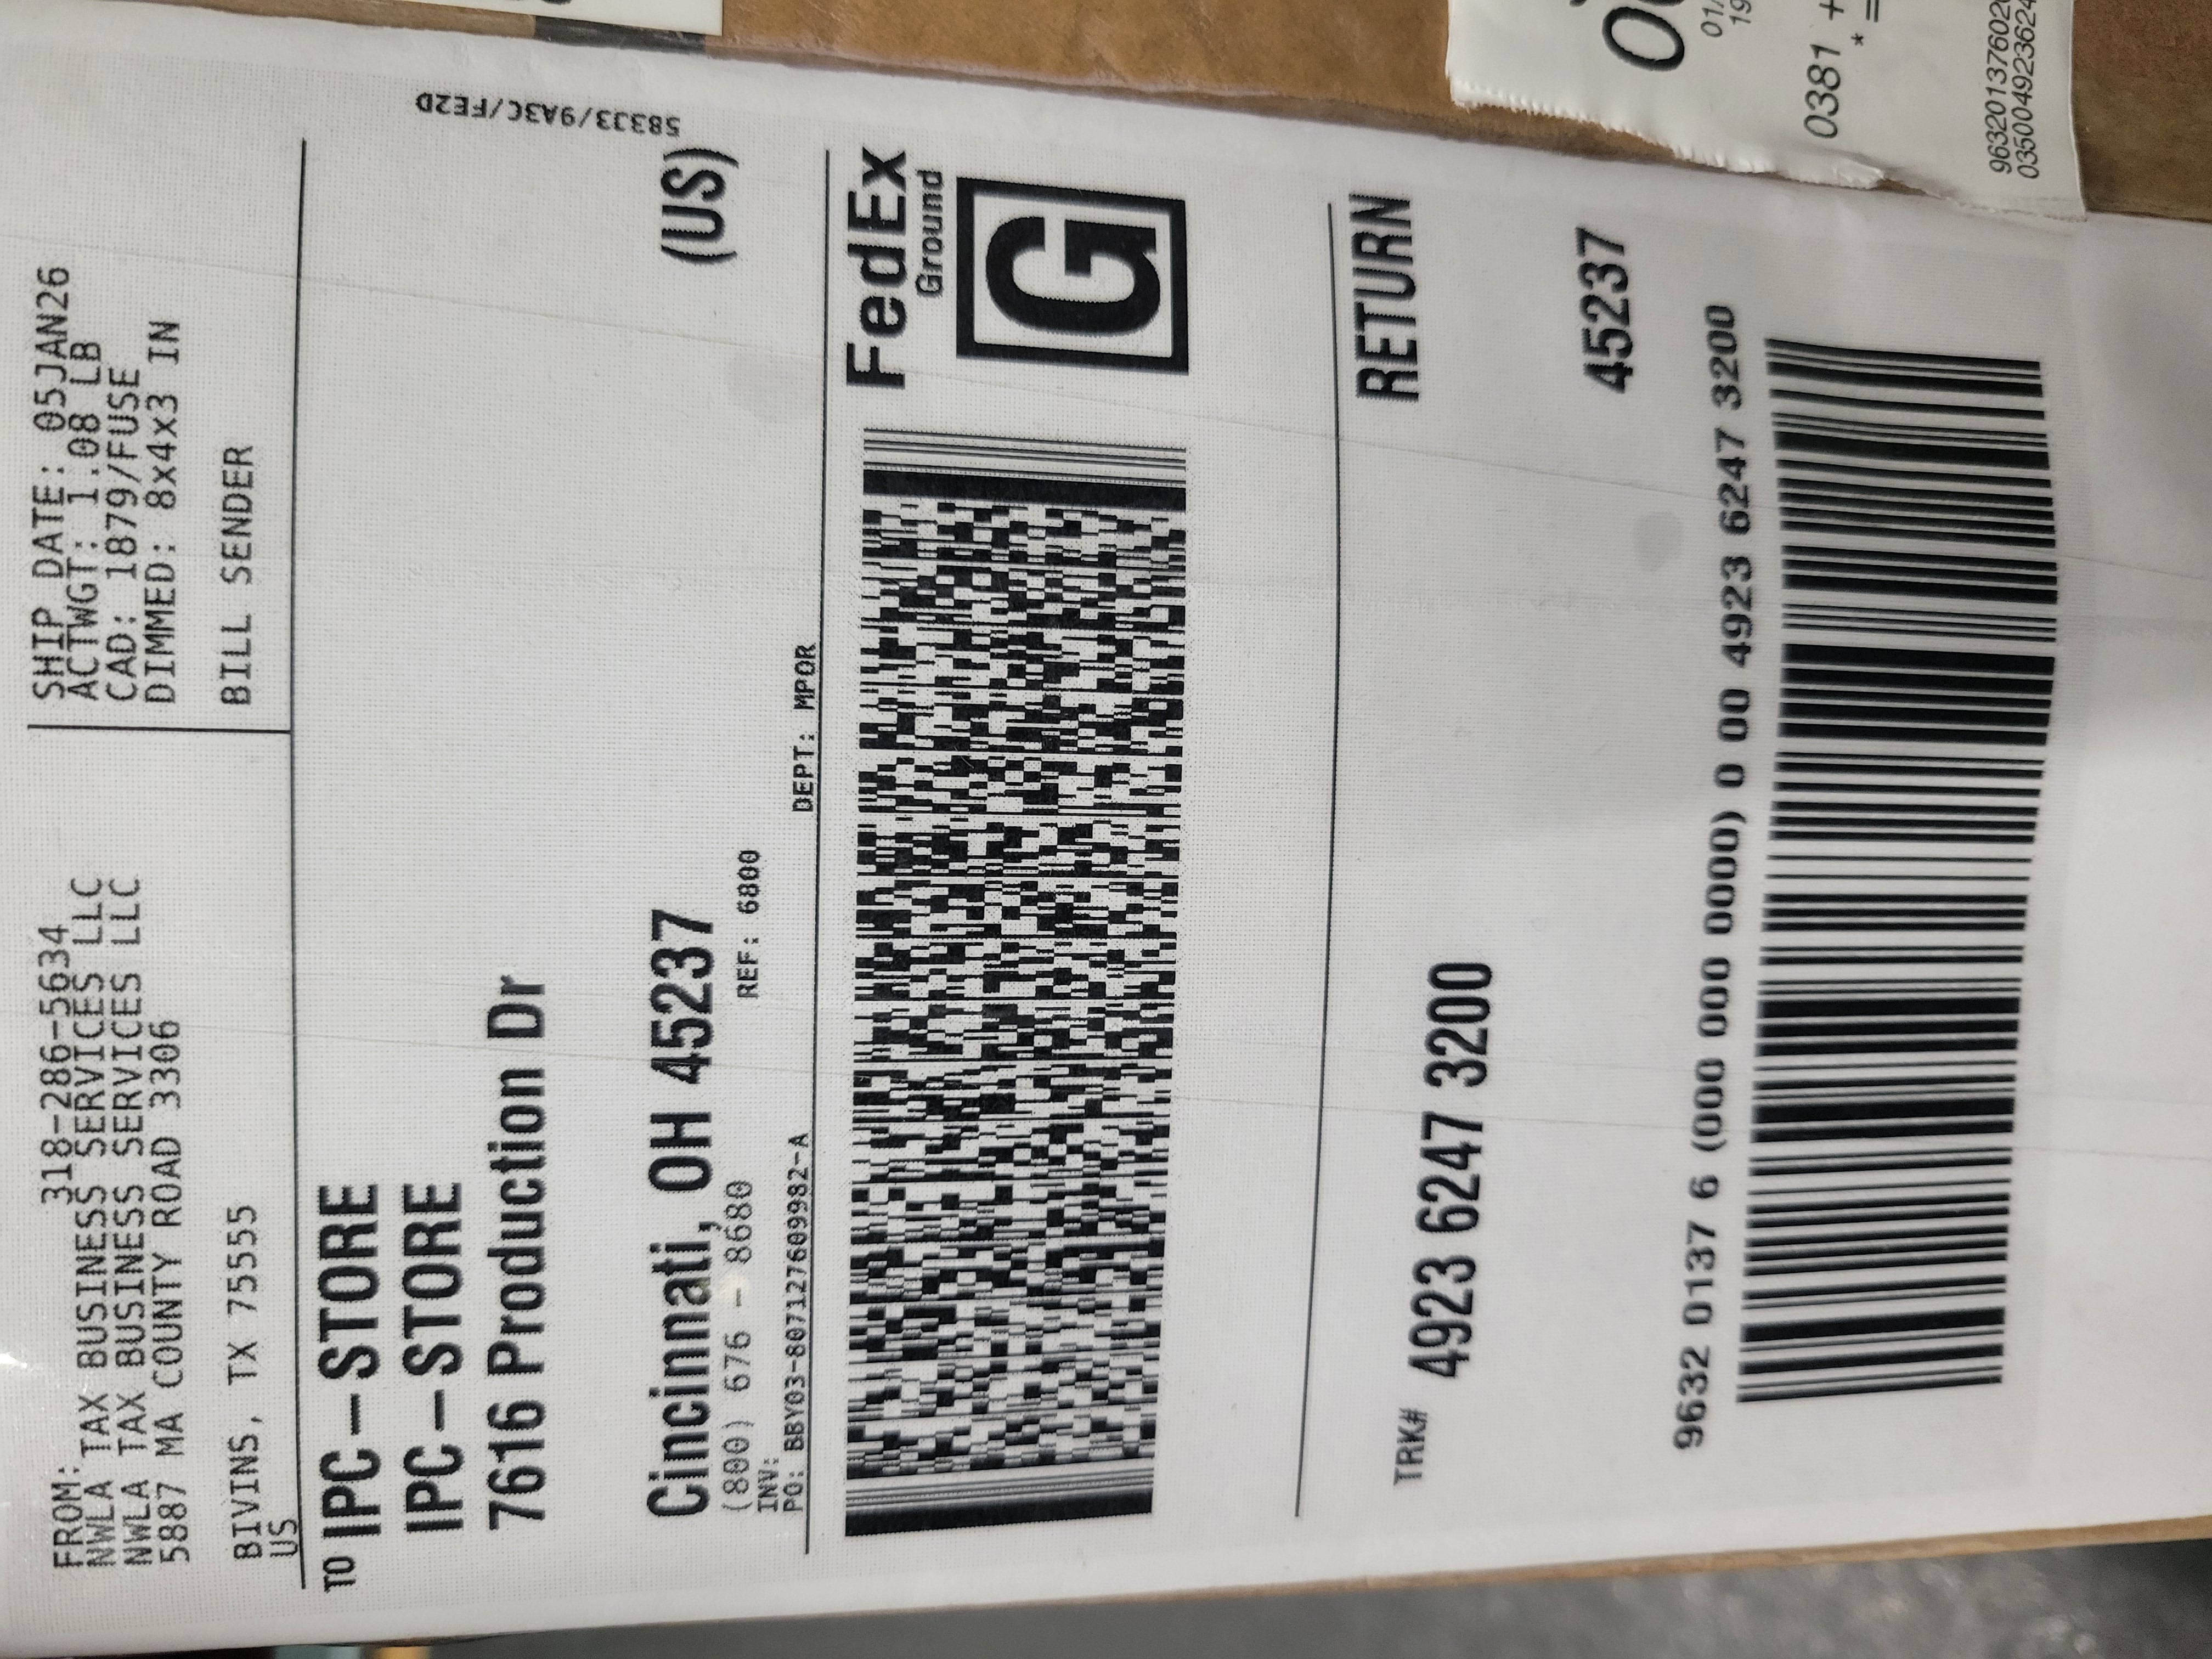 FROM:
318-286-5634
NWLA TAX BUSINESS SERVICES LLC
NWLA TAX BUSINESS SERVICES LLC
5887 MA COUNTY ROAD 3306
BIVINS, TX 75555
US
SHIP DATE: 05JAN26
ACTWGT: 1.08 LB
CAD: 1879/FUSE
DIMMED: 8x4x3 IN
BILL SENDER
TO IPC-STORE
IPC-STORE
7616 Production Dr
Cincinnati, OH 45237
(US)
(800) 676 - 8680
REF: 6800
INV:
PO: BBY03-807127609982-A
DEPT: MPOR
583J3/9A3C/FE2D
FedEx
Ground
G
RETURN
TRK# 4923 6247 3200
45237
9632 0137 6 (000 000 0000) 0 00 4923 6247 3200
01/
19
0381 +
* =